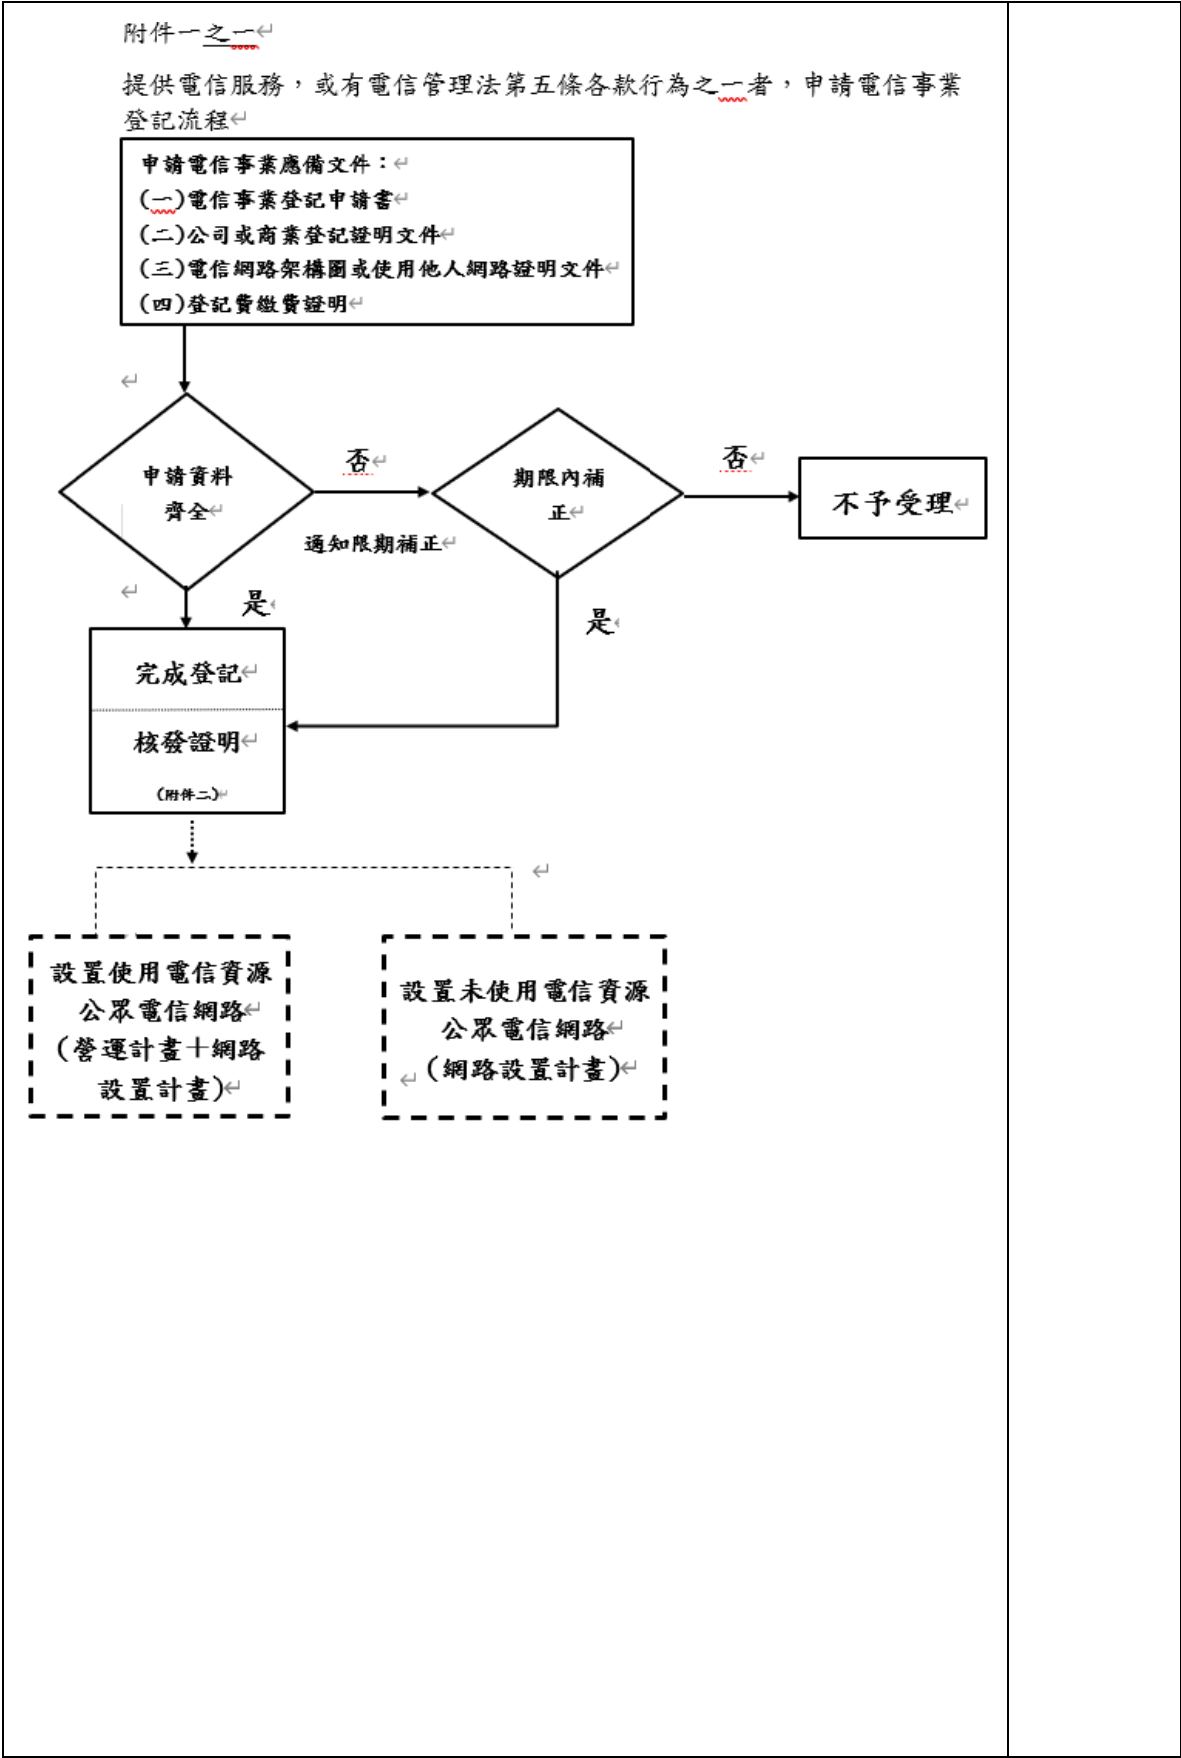 附件一之一
提供電信服務，或有電信管理法第五條各款行為之一者，申請電信事業
登記流程
申請電信事業應備文件：
(一)電信事業登記申請書
(二)公司或商業登記證明文件
(三)電信網路架構圖或使用他人網路證明文件
(四)登記費繳費證明
申請資料
齊全
否
通知限期補正
期限內補
正
否
不予受理
是
是
完成登記
核發證明
(附件二)
設置使用電信資源
公眾電信網路
(營運計畫＋網路
設置計畫)
設置未使用電信資源
公眾電信網路
(網路設置計畫)